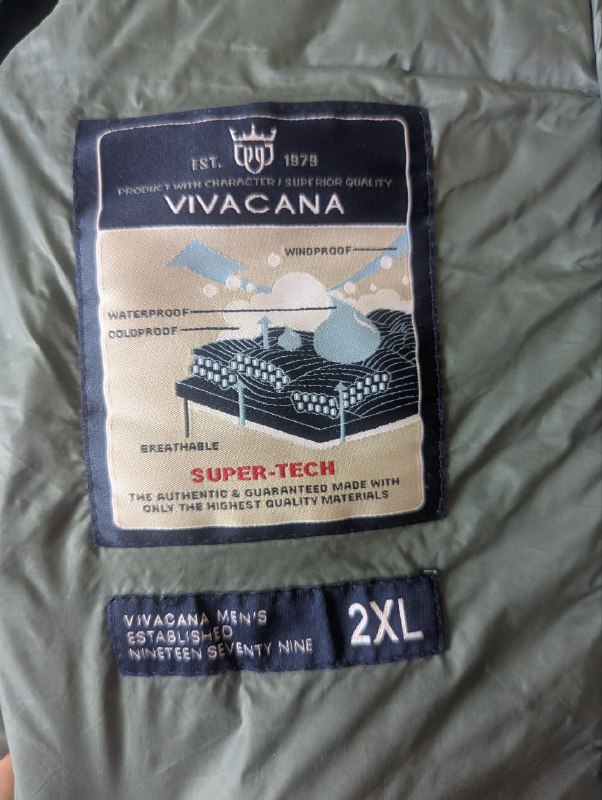 EST. 1979
PRODUCT WITH CHARACTER / SUPERIOR QUALITY
VIVACANA
WINDPROOF
WATERPROOF
COLDPROOF
BREATHABLE
SUPER-TECH
THE AUTHENTIC & GUARANTEED MADE WITH
ONLY THE HIGHEST QUALITY MATERIALS
VIVACANA MEN'S
ESTABLISHED
NINETEEN SEVENTY NINE
2XL